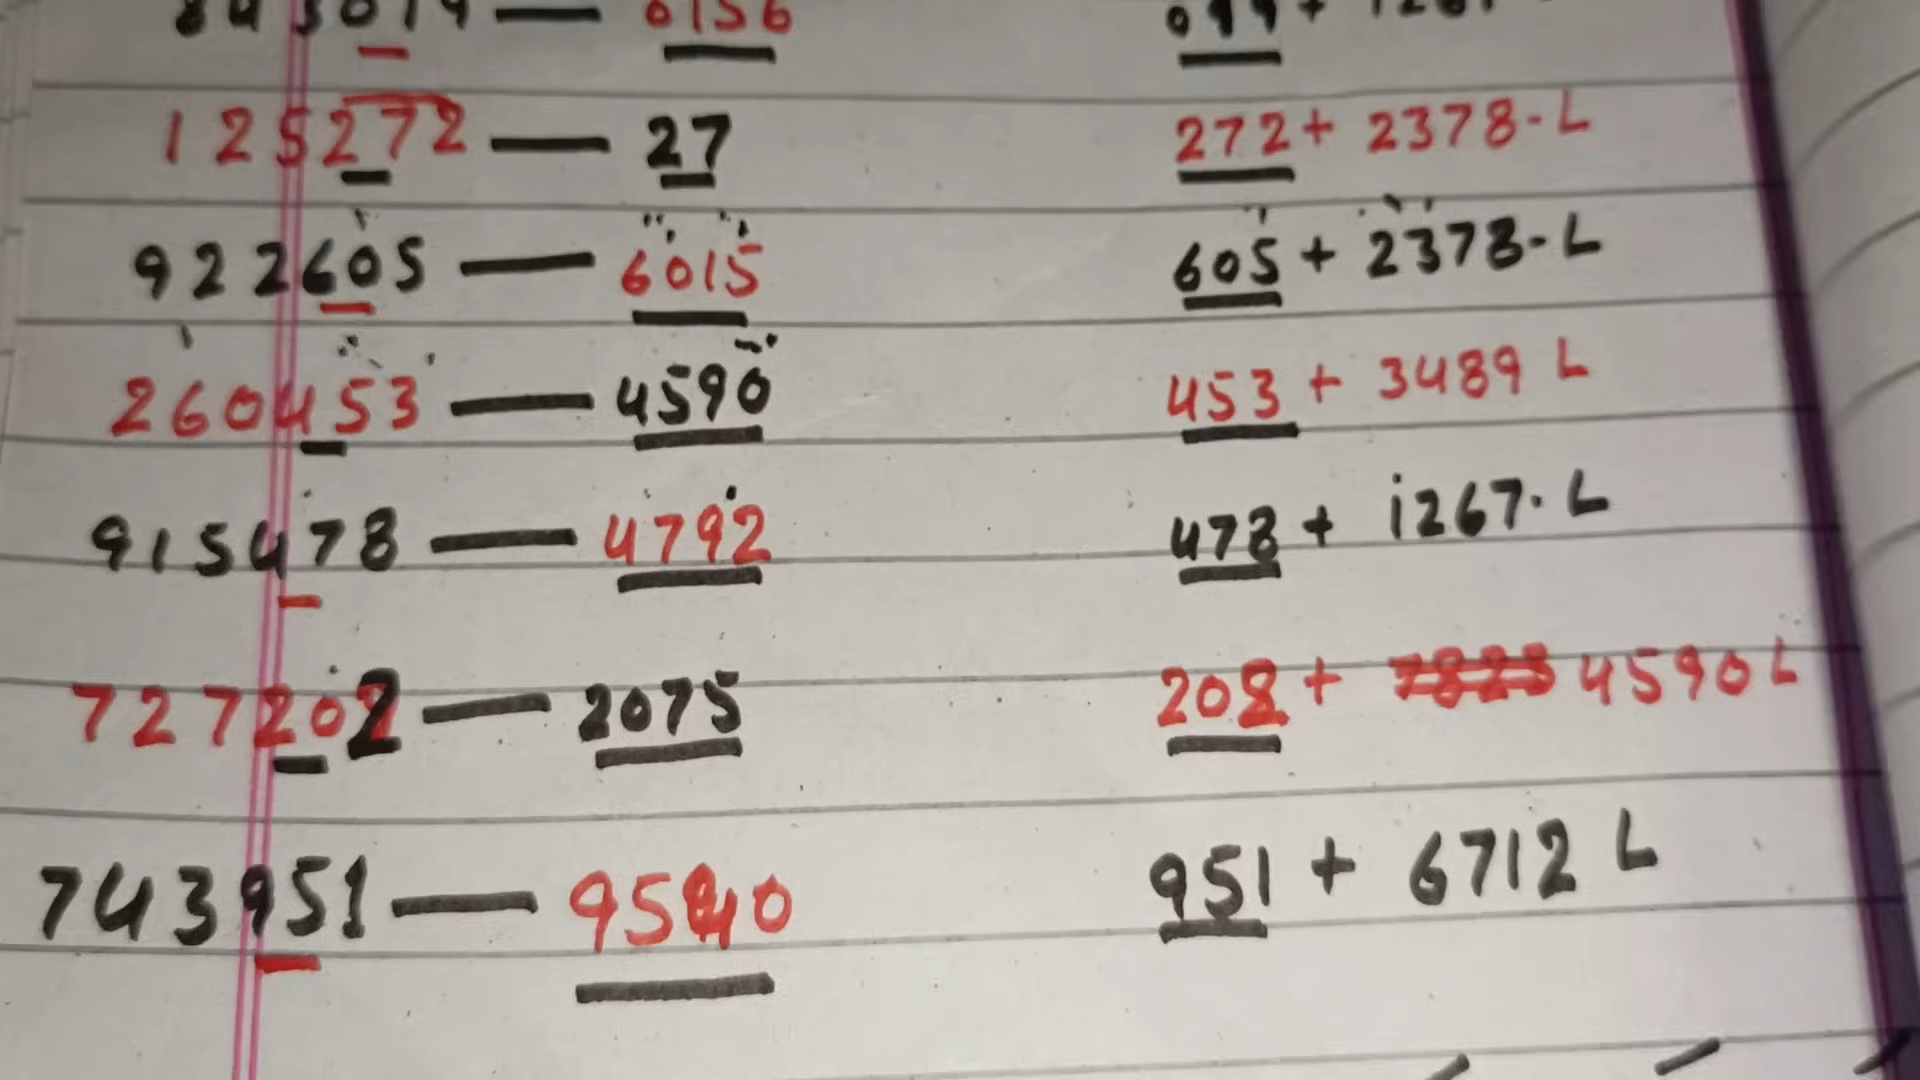 125272 — 27 272 + 2378-L
922605 — 6015 605 + 2378-L
260453 — 4590 453 + 3489 L
915478 — 4792 478 + 1267. L
727202 — 2075 208 + 4590 L
743951 — 9540 951 + 6712 L